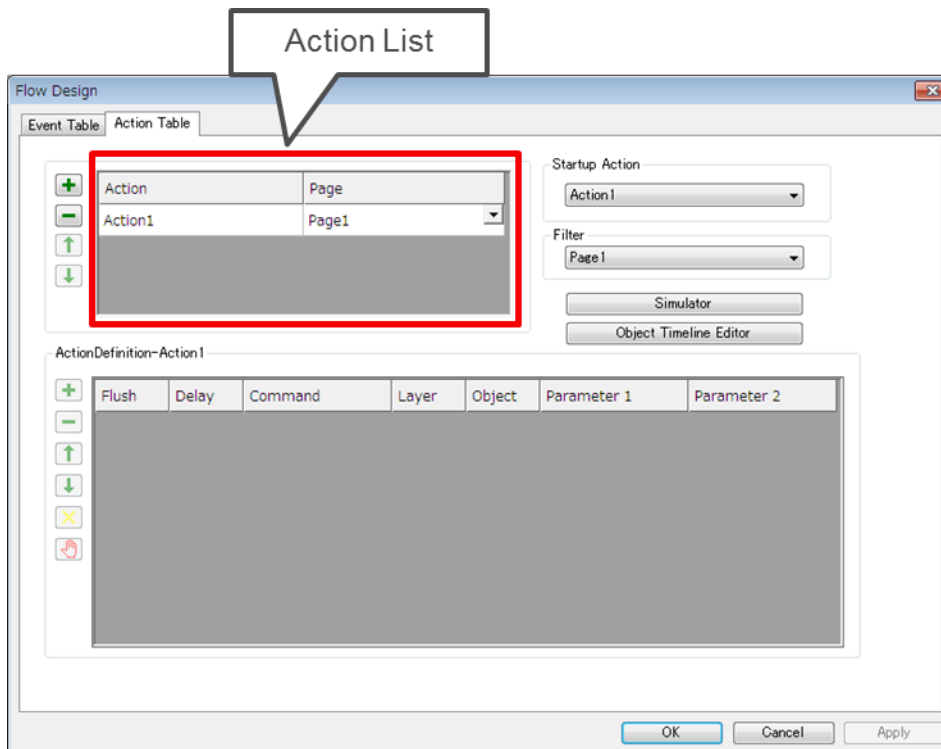 Action List
Flow Design
Event Table Action Table
Startup Action
Action Page
Action1
Action1 Page1
Filter
Page1
Simulator
Object Timeline Editor
ActionDefinition-Action1
Flush Delay Command Layer Object Parameter 1 Parameter 2
OK Cancel Apply